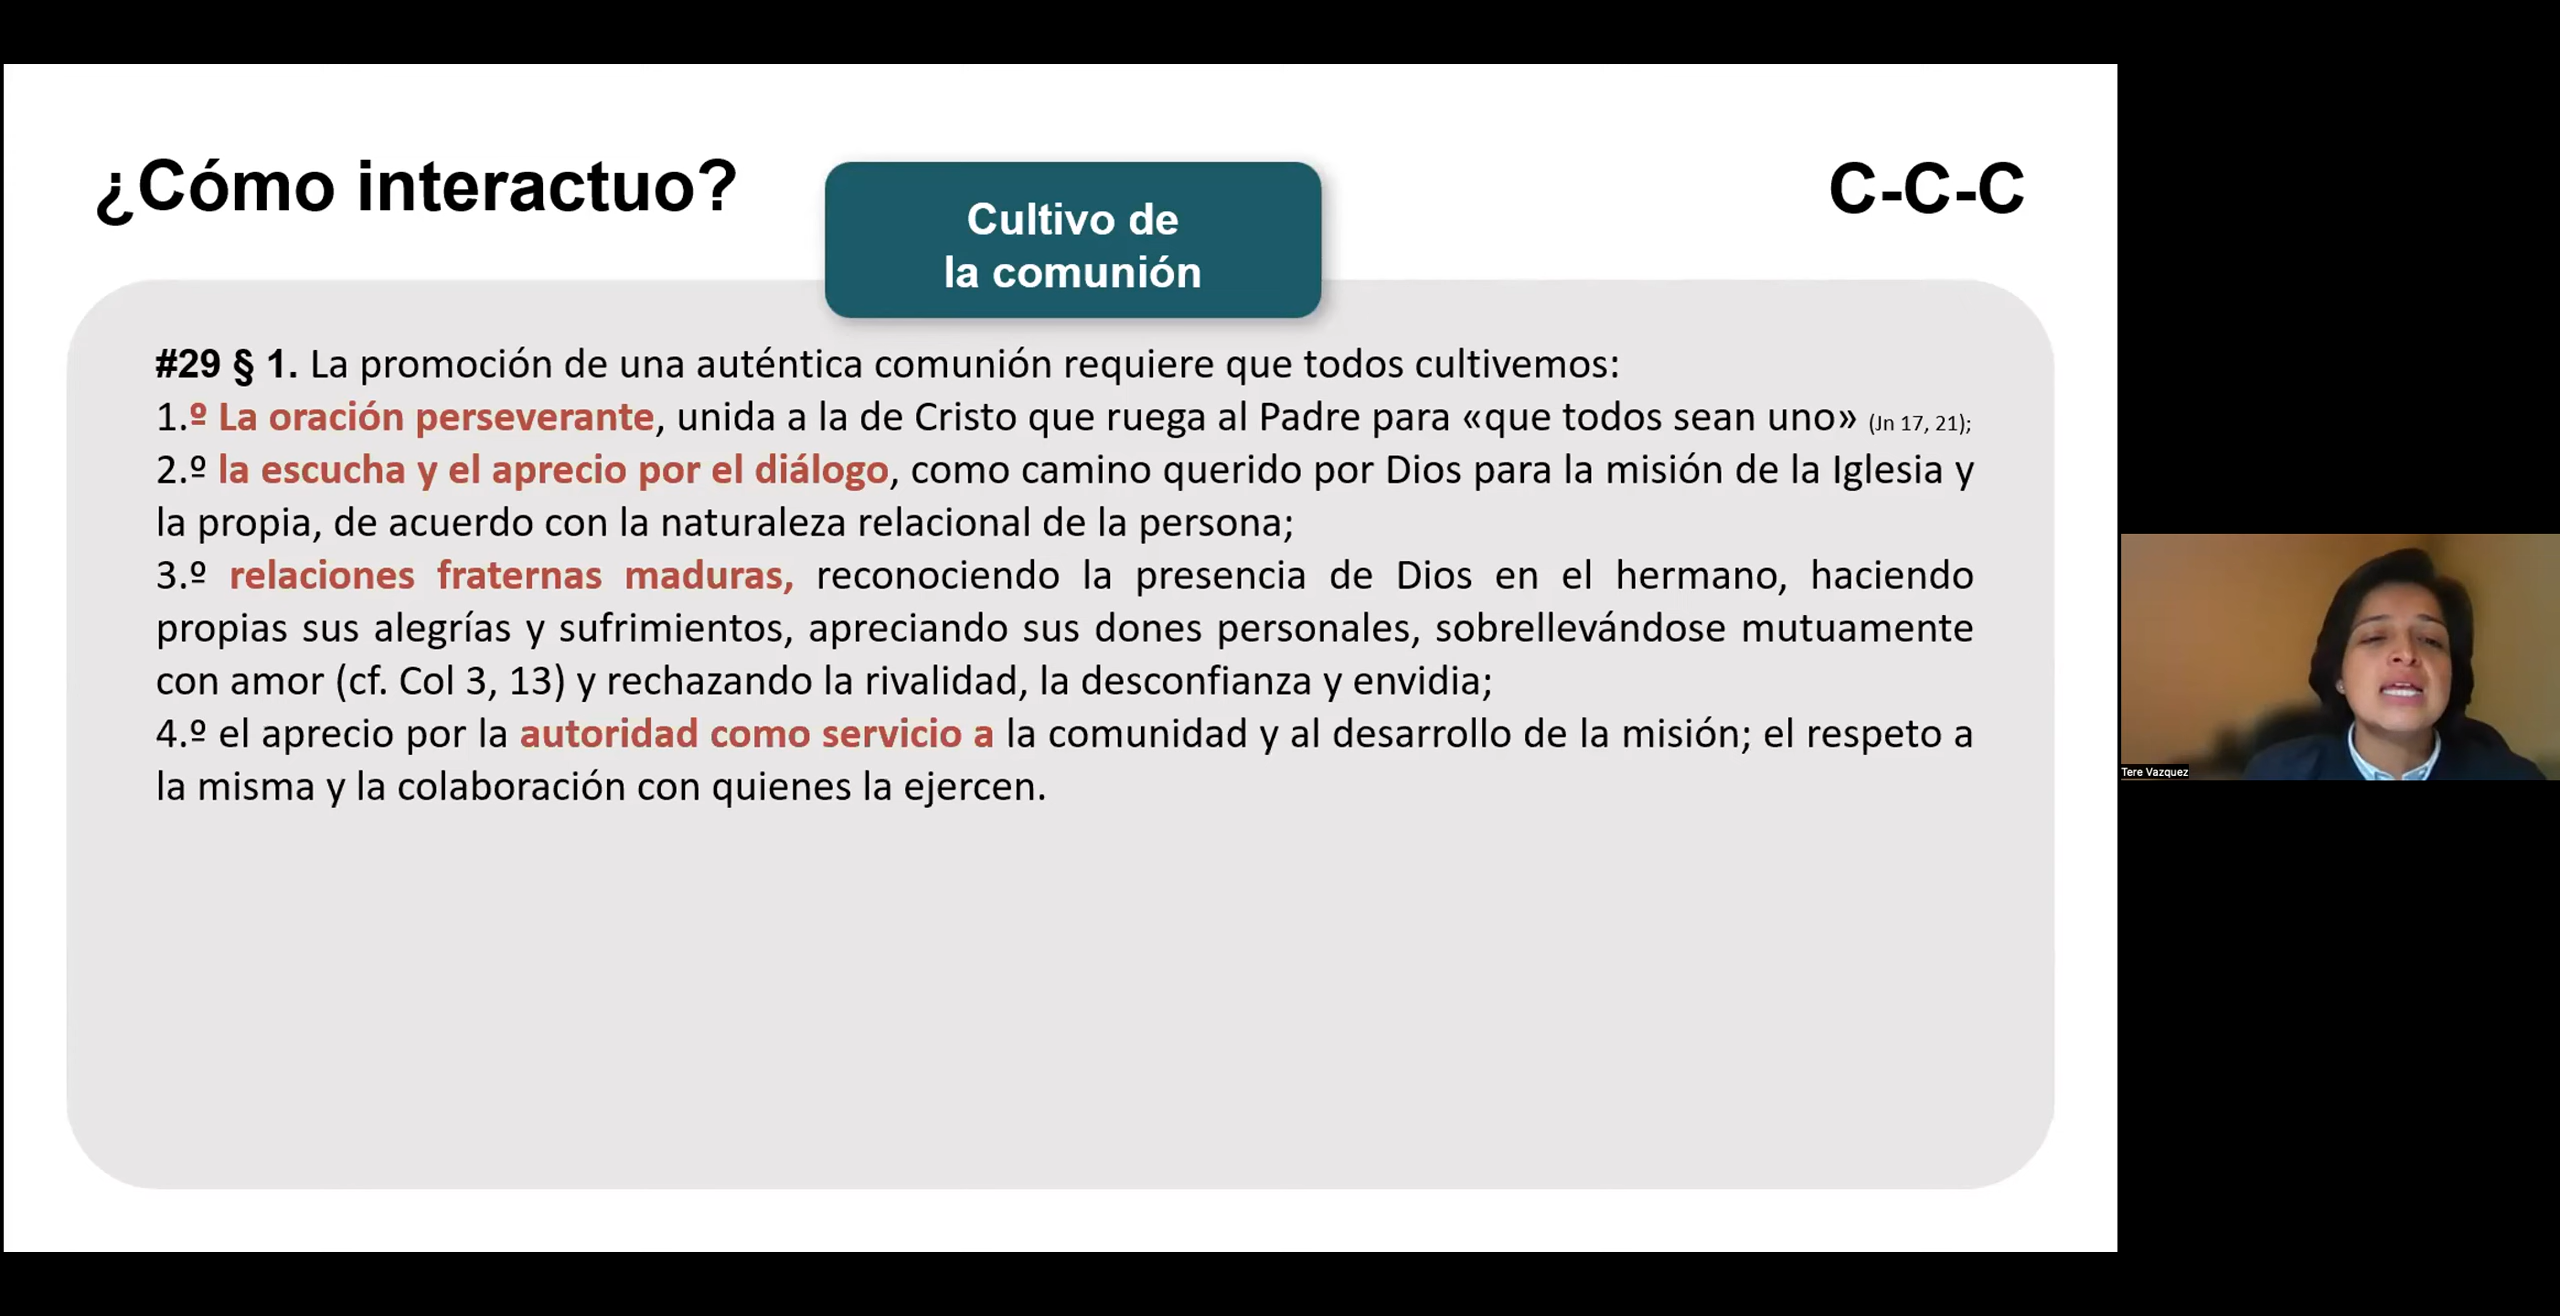 ¿Cómo interactuo?
Cultivo de
la comunión
C-C-C
#29 § 1. La promoción de una auténtica comunión requiere que todos cultivemos:
1.º La oración perseverante, unida a la de Cristo que ruega al Padre para «que todos sean uno» (Jn 17, 21);
2.º la escucha y el aprecio por el diálogo, como camino querido por Dios para la misión de la Iglesia y
la propia, de acuerdo con la naturaleza relacional de la persona;
3.º relaciones fraternas maduras, reconociendo la presencia de Dios en el hermano, haciendo
propias sus alegrías y sufrimientos, apreciando sus dones personales, sobrellevándose mutuamente
con amor (cf. Col 3, 13) y rechazando la rivalidad, la desconfianza y envidia;
4.º el aprecio por la autoridad como servicio a la comunidad y al desarrollo de la misión; el respeto a
la misma y la colaboración con quienes la ejercen.
Tere Vazquez